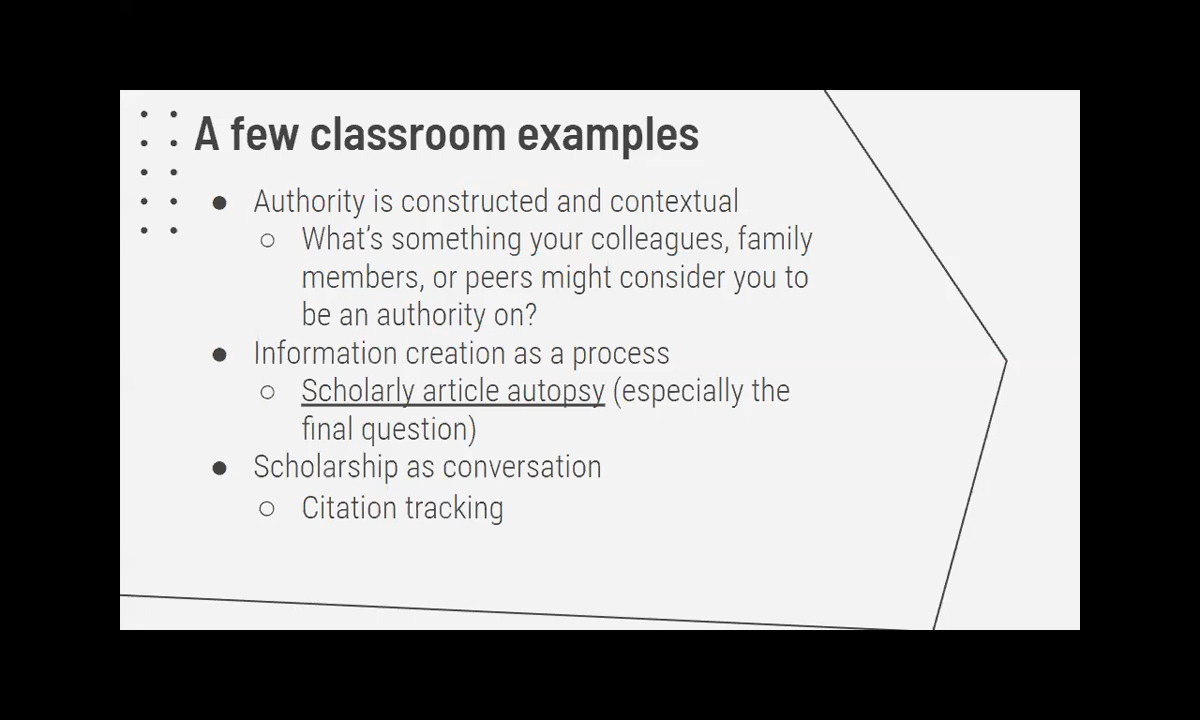 A few classroom examples
● Authority is constructed and contextual
○ What's something your colleagues, family
members, or peers might consider you to
be an authority on?
● Information creation as a process
○ Scholarly article autopsy (especially the
final question)
● Scholarship as conversation
○ Citation tracking